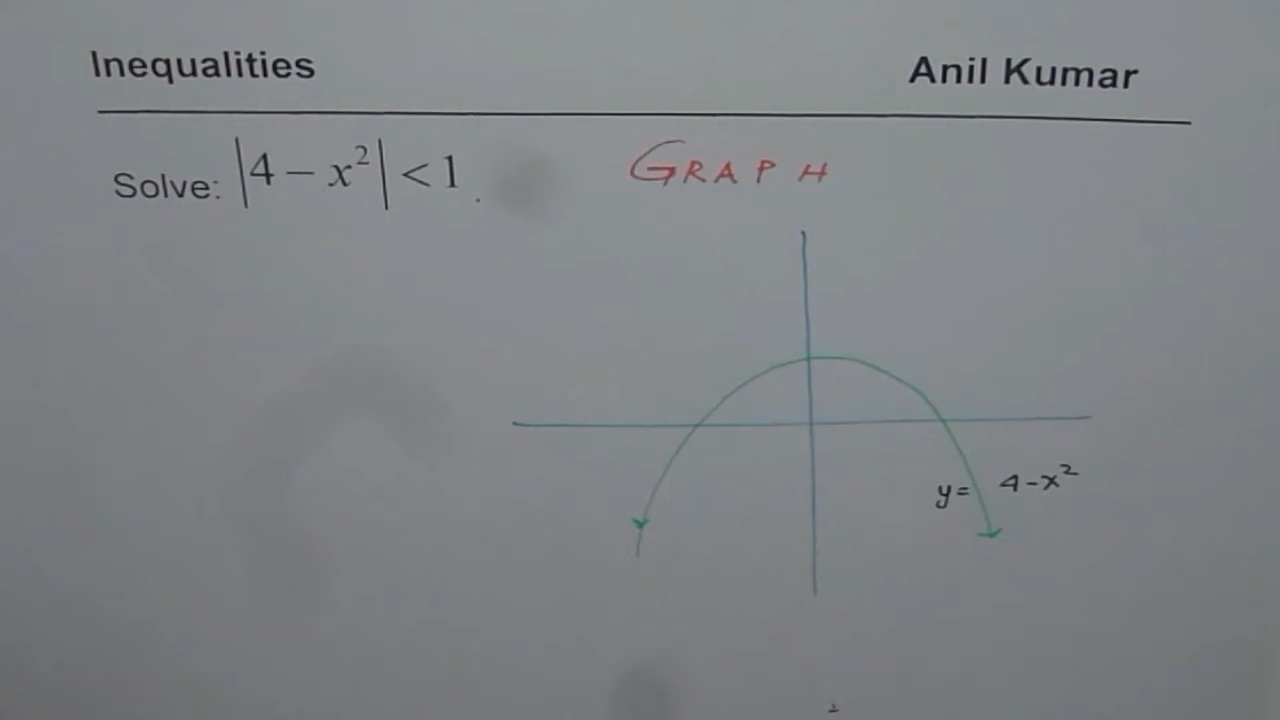 Inequalities Anil Kumar
Solve: |4 − x²| < 1.
GRAPH
y = 4-x²